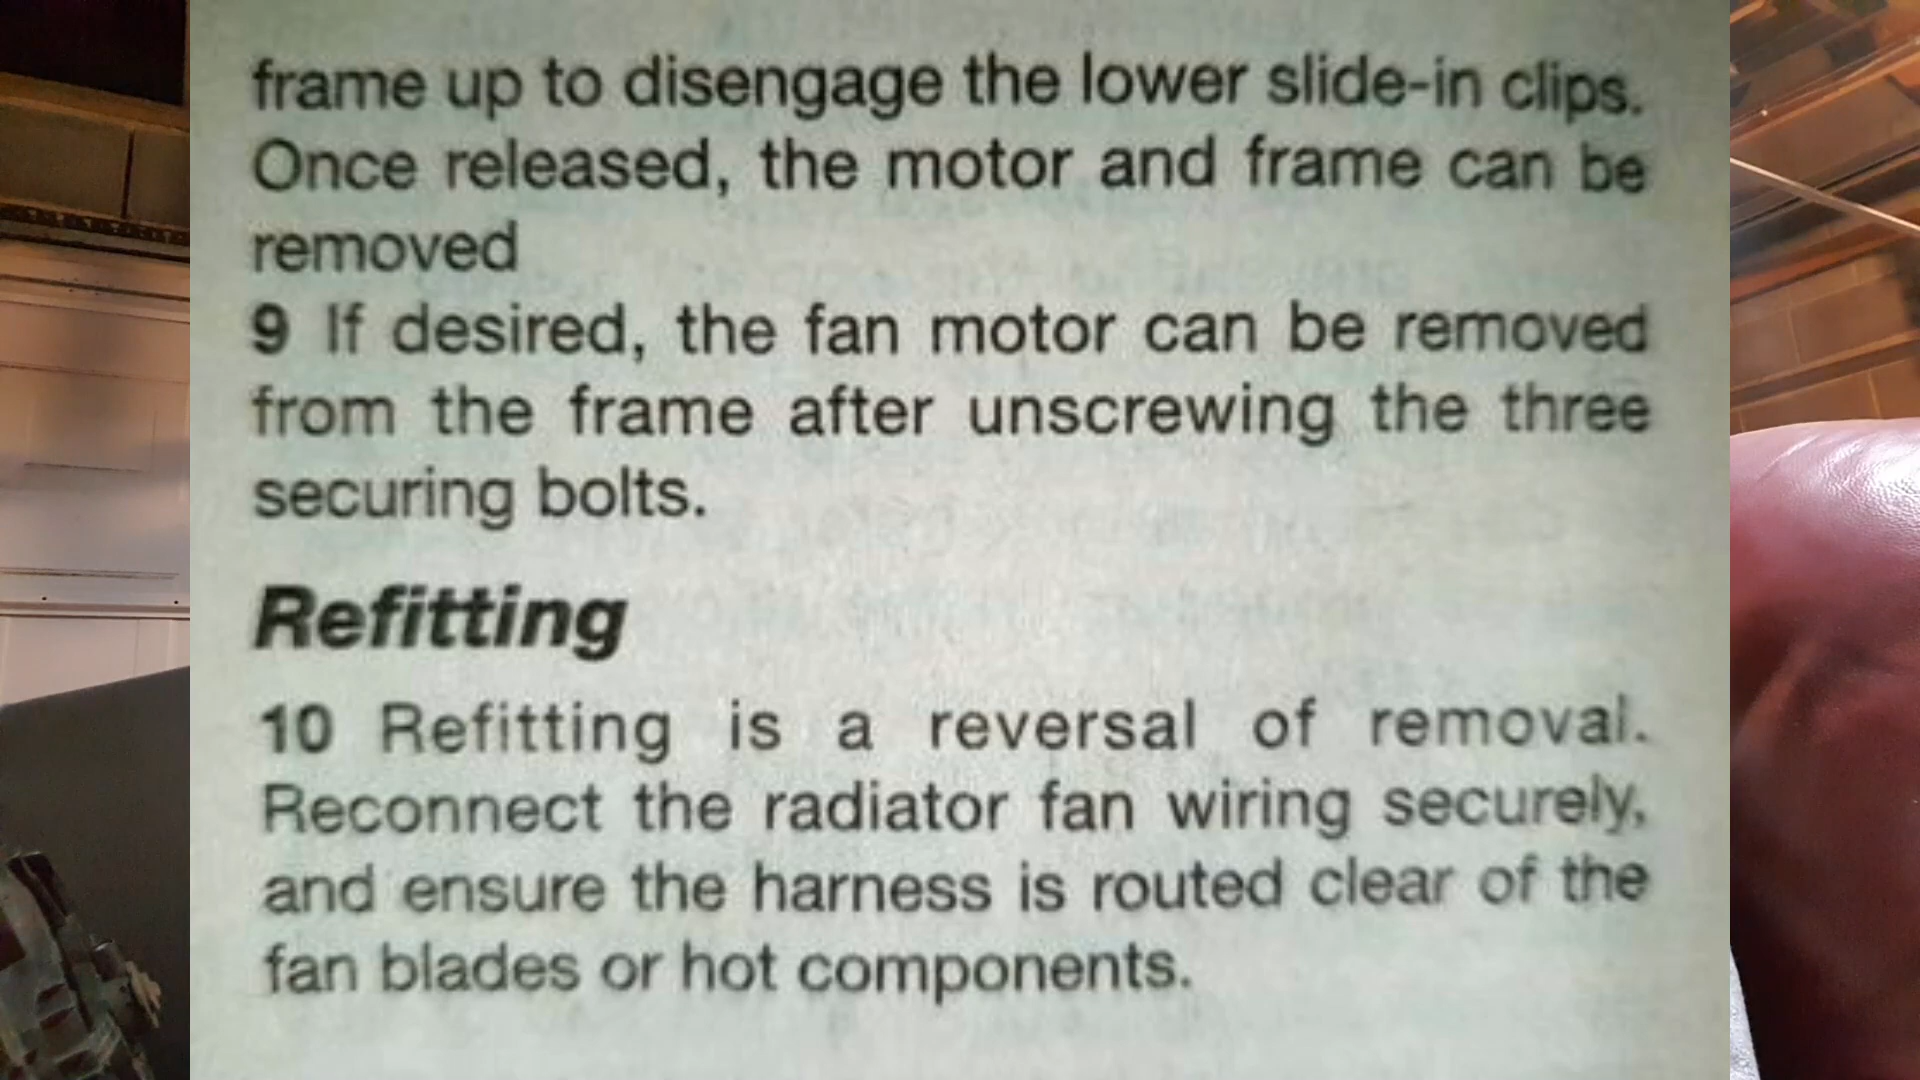 frame up to disengage the lower slide-in clips.
Once released, the motor and frame can be
removed
9 If desired, the fan motor can be removed
from the frame after unscrewing the three
securing bolts.
Refitting
10 Refitting is a reversal of removal.
Reconnect the radiator fan wiring securely,
and ensure the harness is routed clear of the
fan blades or hot components.